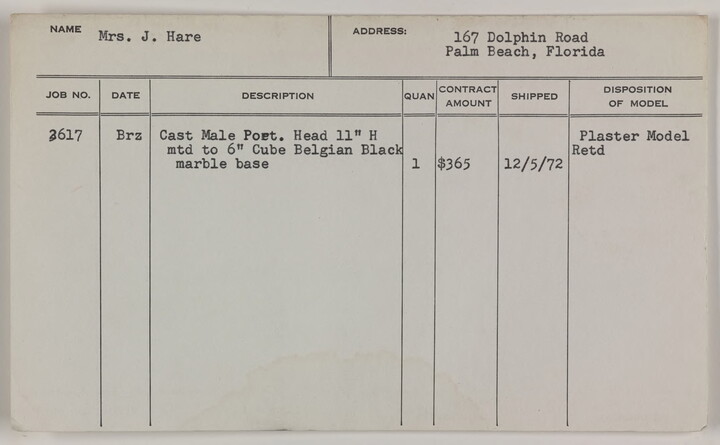 NAME Mrs. J. Hare ADDRESS: 167 Dolphin Road
Palm Beach, Florida
JOB NO. DATE DESCRIPTION QUAN CONTRACT AMOUNT SHIPPED DISPOSITION OF MODEL
3617 Brz Cast Male Port. Head 11" H Plaster Model
mtd to 6" Cube Belgian Black Retd
marble base 1 $365 12/5/72